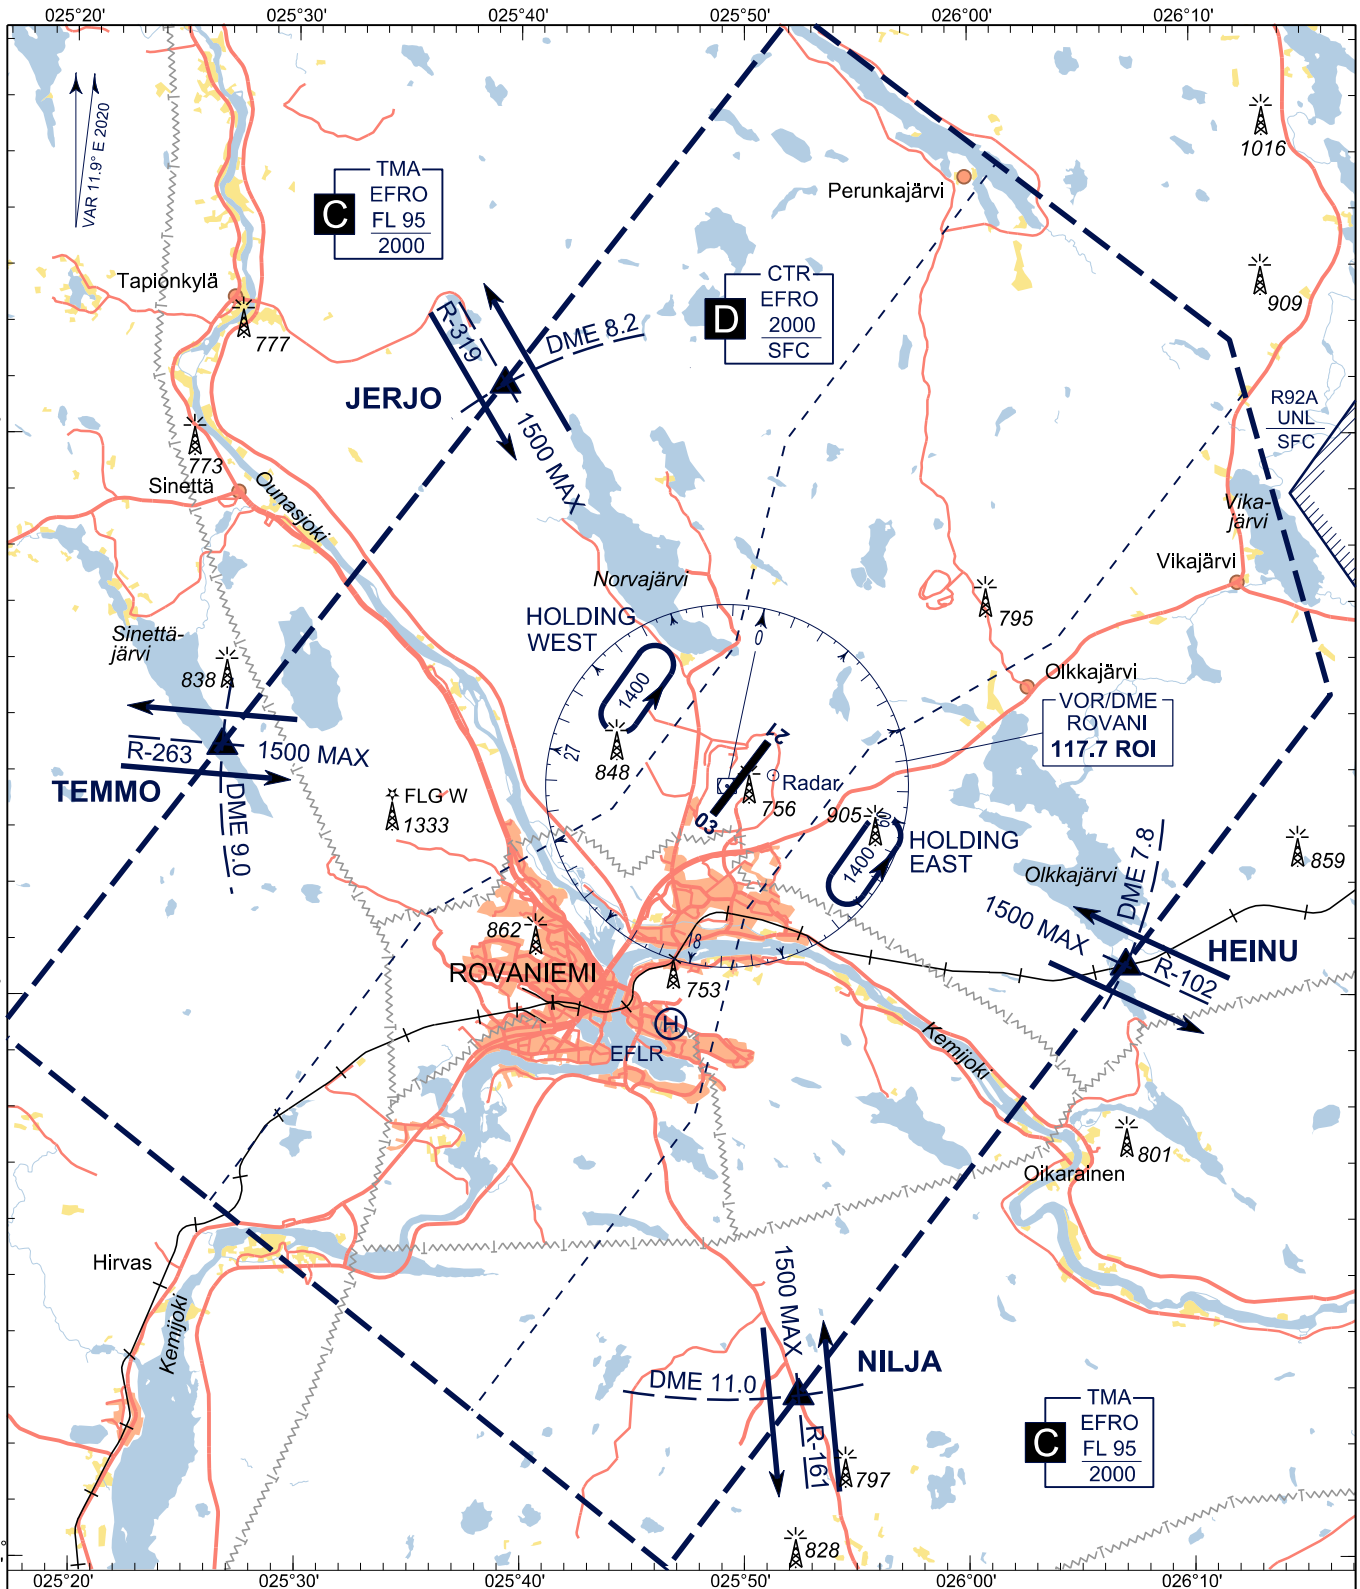 025°20'
025°30'
025°40'
025°50'
026°00'
026°10'
VAR 11.9° E 2020
TMA
EFRO
C
FL 95
2000
1016
Perunkajärvi
Tapionkylä
777
CTR
EFRO
D
2000
SFC
909
R-319
DME 8.2
JERJO
1500 MAX
R92A
UNL
SFC
773
Sinettä
Ounasjoki
Vika-
järvi
Vikajärvi
Norvajärvi
HOLDING
WEST
1400
848
795
Sinettä-
järvi
838
Olkkajärvi
VOR/DME
ROVANI
117.7 ROI
0
27
60
18
21
03
Radar
756
R-263
1500 MAX
TEMMO
DME 9.0
FLG W
1333
905
1400
HOLDING
EAST
859
Olkkajärvi
DME 7.8
1500 MAX
HEINU
R-102
862
ROVANIEMI
753
H
EFLR
Kemijoki
801
Oikarainen
Hirvas
Kemijoki
1500 MAX
NILJA
DME 11.0
R-161
797
828
TMA
EFRO
C
FL 95
2000
025°20'
025°30'
025°40'
025°50'
026°00'
026°10'